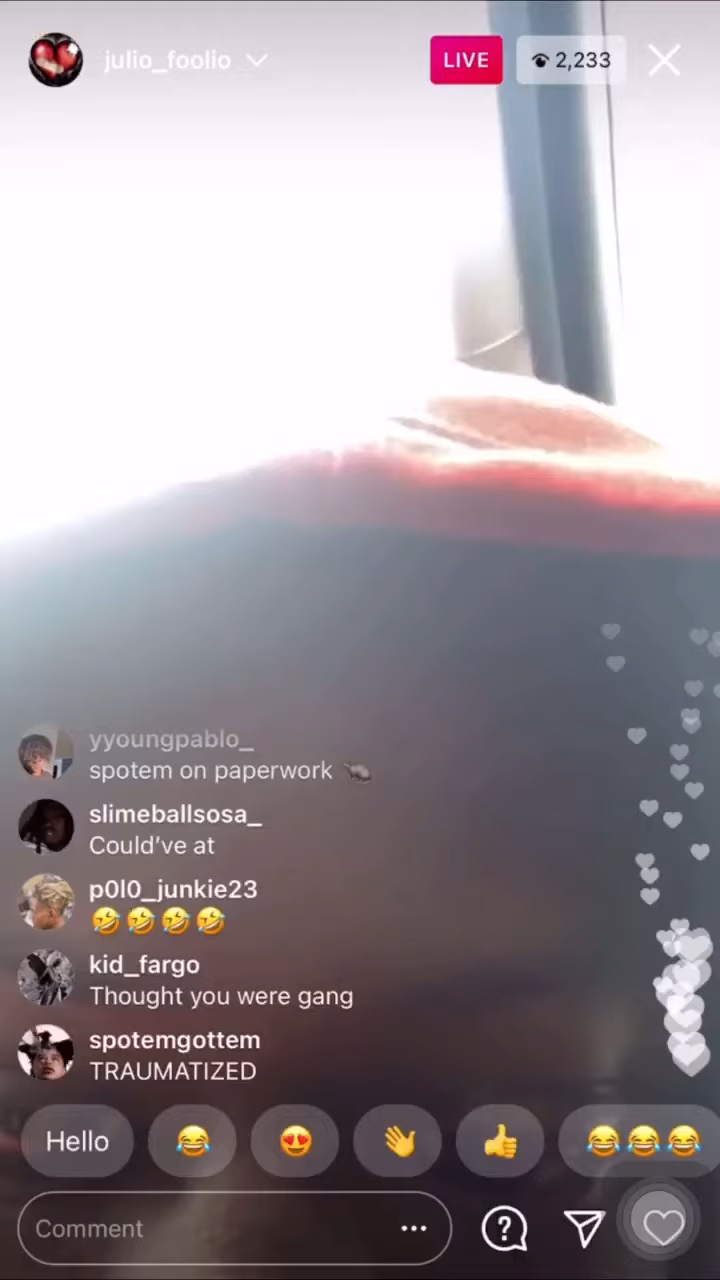 julio_foolio
LIVE
2,233
yyoungpablo_
spotem on paperwork 🐀
slimeballsosa_
Could've at
p0l0_junkie23
🤣🤣🤣🤣
kid_fargo
Thought you were gang
spotemgottem
TRAUMATIZED
Hello 😂 😍 👋 👍 😂😂😂
Comment